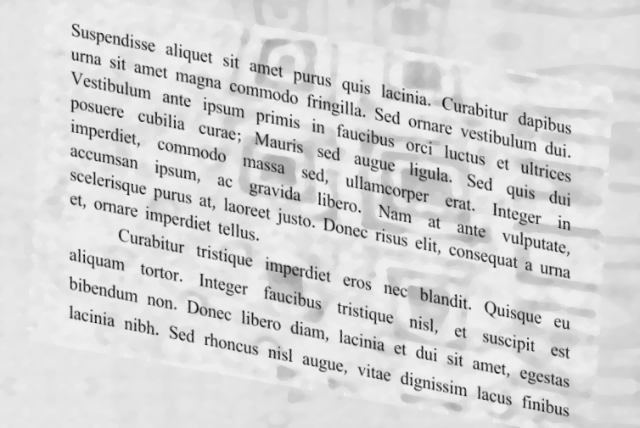 Suspendisse aliquet sit amet purus quis lacinia. Curabitur dapibus
urna sit amet magna commodo fringilla. Sed ornare vestibulum dui.
Vestibulum ante ipsum primis in faucibus orci luctus et ultrices
posuere cubilia curae; Mauris sed augue ligula. Sed quis dui
imperdiet, commodo massa sed, ullamcorper erat. Integer in
accumsan ipsum, ac gravida libero. Nam at ante vulputate,
scelerisque purus at, laoreet justo. Donec risus elit, consequat a urna
et, ornare imperdiet tellus.
Curabitur tristique imperdiet eros nec blandit. Quisque eu
aliquam tortor. Integer faucibus tristique nisl, et suscipit est
bibendum non. Donec libero diam, lacinia et dui sit amet, egestas
lacinia nibh. Sed rhoncus nisl augue, vitae dignissim lacus finibus